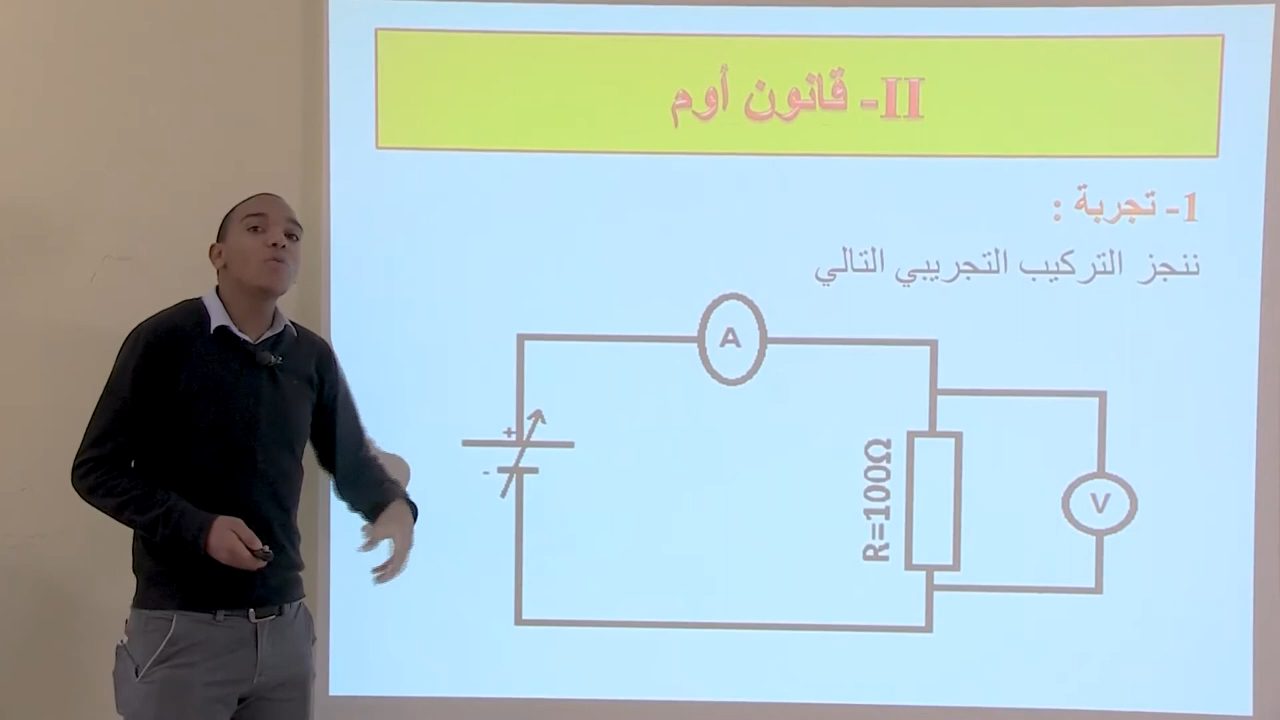 II- قانون أوم
1- تجربة :
ننجز التركيب التجريبي التالي
A
+
-
R=100Ω
V